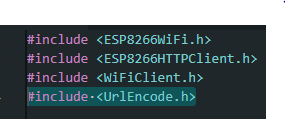 #include <ESP8266WiFi.h>
#include <ESP8266HTTPClient.h>
#include <WiFiClient.h>
#include <UrlEncode.h>